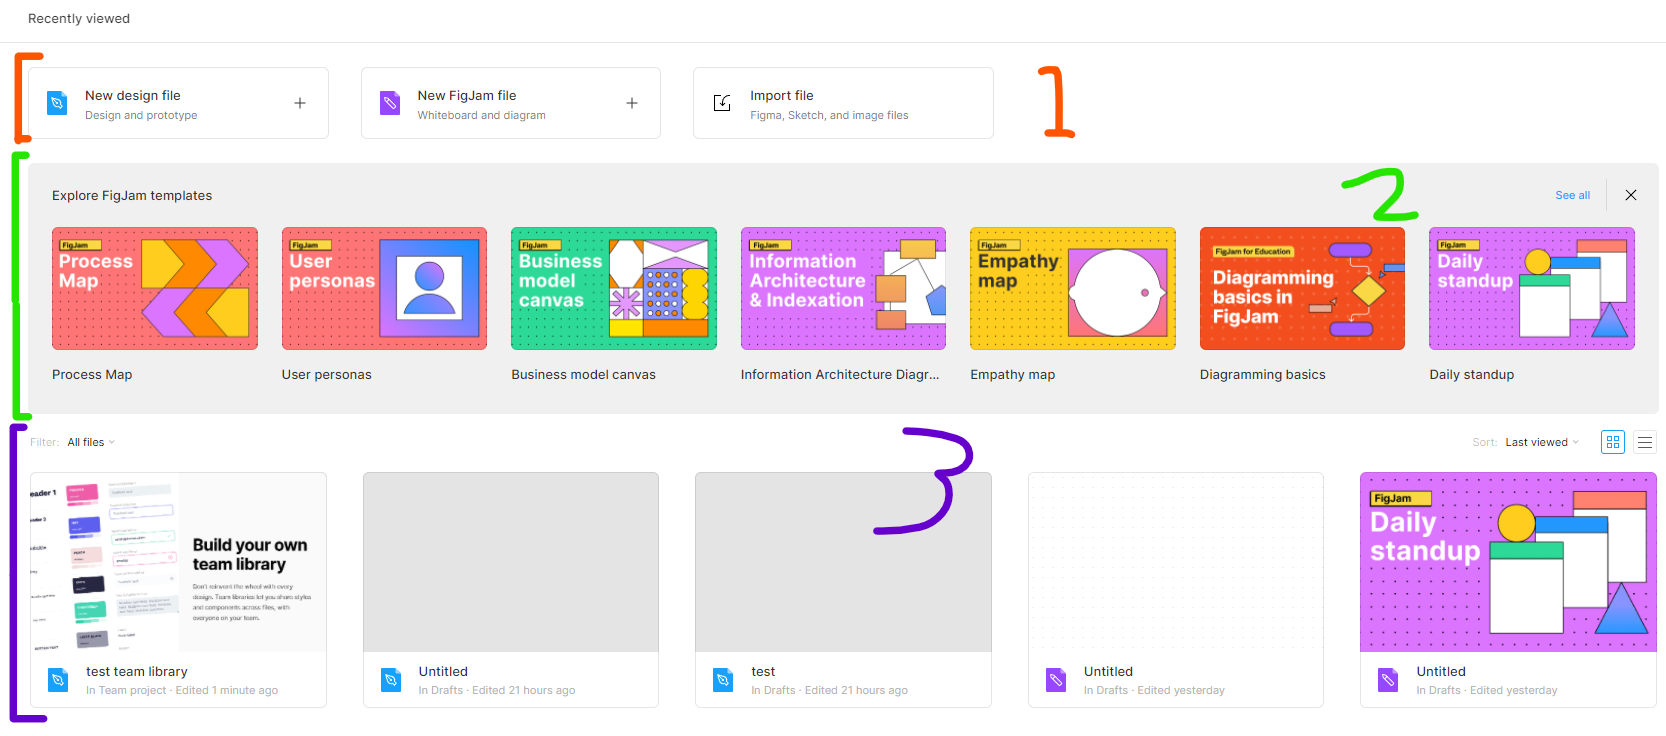 Recently viewed
1
New design file
Design and prototype
New FigJam file
Whiteboard and diagram
Import file
Figma, Sketch, and image files
2
Explore FigJam templates
See all
FigJam
Process
Map
Process Map
FigJam
User
personas
User personas
FigJam
Business
model
canvas
Business model canvas
FigJam
Information
Architecture
& Indexation
Information Architecture Diagr...
FigJam
Empathy
map
Empathy map
FigJam for Education
Diagramming
basics in
FigJam
Diagramming basics
FigJam
Daily
standup
Daily standup
3
Filter: All files
Sort: Last viewed
eader 1
Build your own
team library
Don't reinvent the wheel with every
design. Team libraries let you share styles
and components across files, with
everyone on your team.
test team library
In Team project · Edited 1 minute ago
Untitled
In Drafts · Edited 21 hours ago
test
In Drafts · Edited 21 hours ago
Untitled
In Drafts · Edited yesterday
FigJam
Daily
standup
Untitled
In Drafts · Edited yesterday